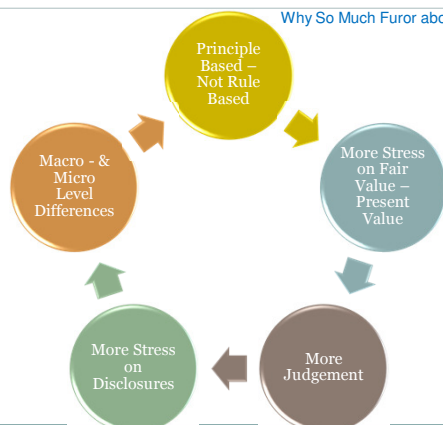 Why So Much Furor abo
Principle
Based –
Not Rule
Based
More Stress
on Fair
Value –
Present
Value
More
Judgement
More Stress
on
Disclosures
Macro - &
Micro
Level
Differences